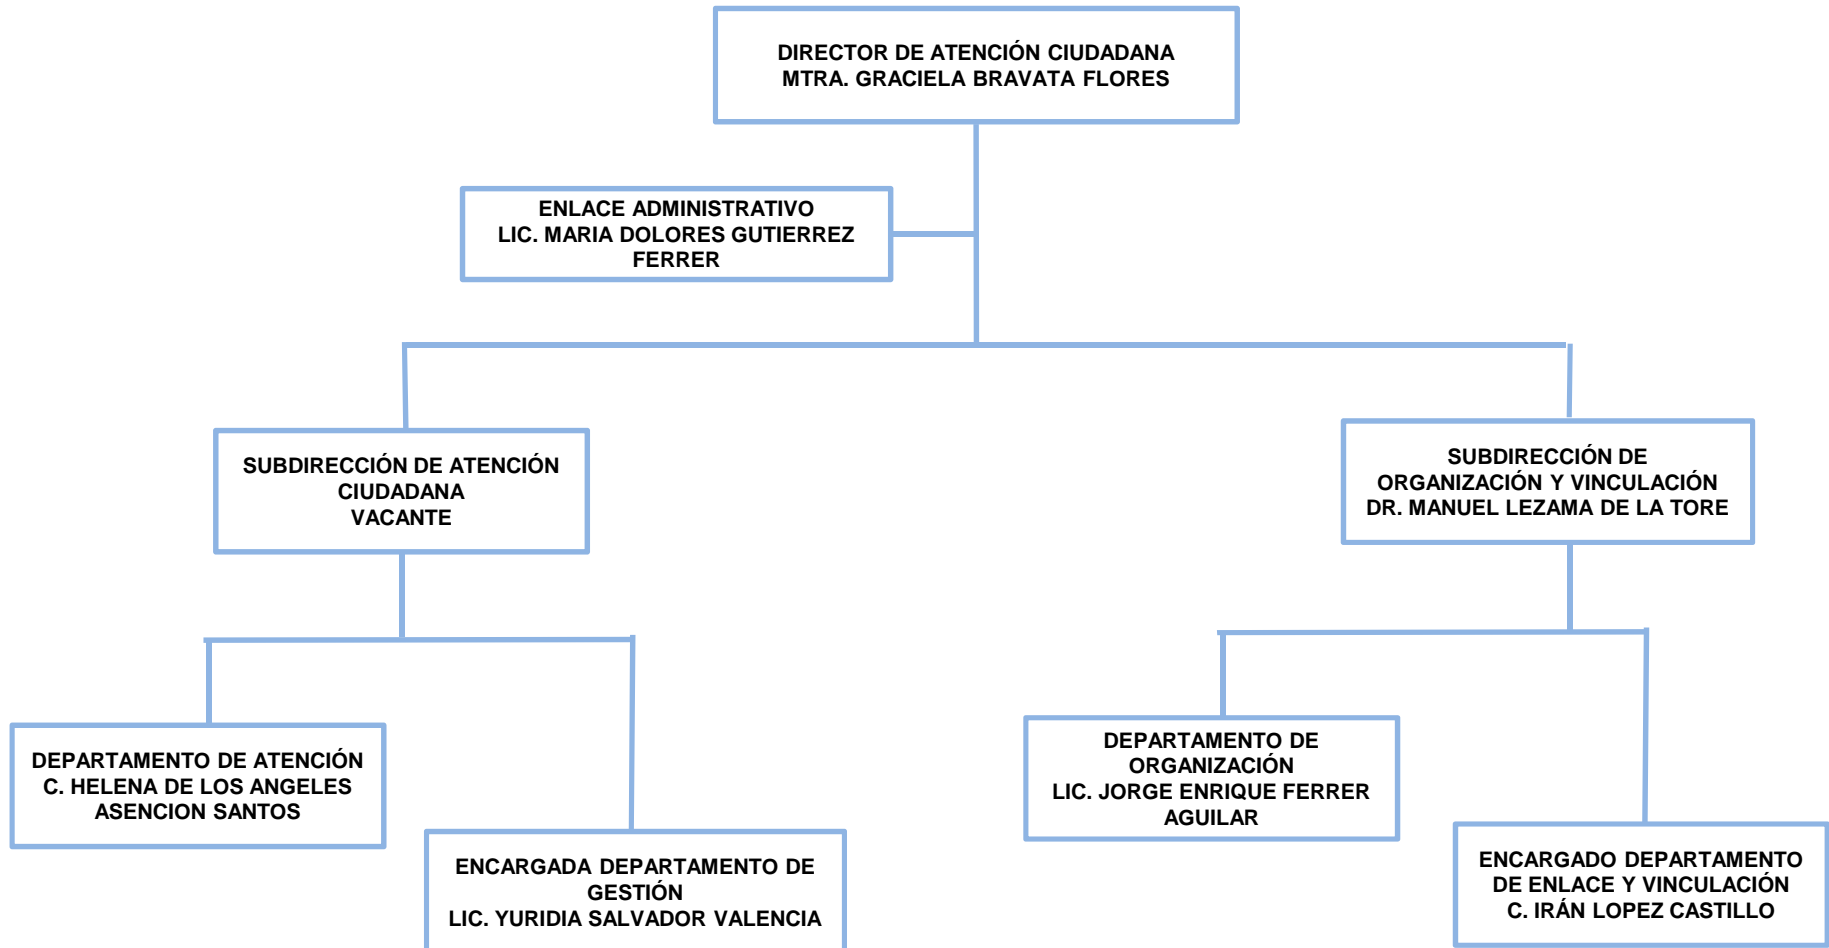 DIRECTOR DE ATENCIÓN CIUDADANA
MTRA. GRACIELA BRAVATA FLORES
ENLACE ADMINISTRATIVO
LIC. MARIA DOLORES GUTIERREZ
FERRER
SUBDIRECCIÓN DE ATENCIÓN
CIUDADANA
VACANTE
SUBDIRECCIÓN DE
ORGANIZACIÓN Y VINCULACIÓN
DR. MANUEL LEZAMA DE LA TORE
DEPARTAMENTO DE ATENCIÓN
C. HELENA DE LOS ANGELES
ASENCION SANTOS
ENCARGADA DEPARTAMENTO DE
GESTIÓN
LIC. YURIDIA SALVADOR VALENCIA
DEPARTAMENTO DE
ORGANIZACIÓN
LIC. JORGE ENRIQUE FERRER
AGUILAR
ENCARGADO DEPARTAMENTO
DE ENLACE Y VINCULACIÓN
C. IRÁN LOPEZ CASTILLO